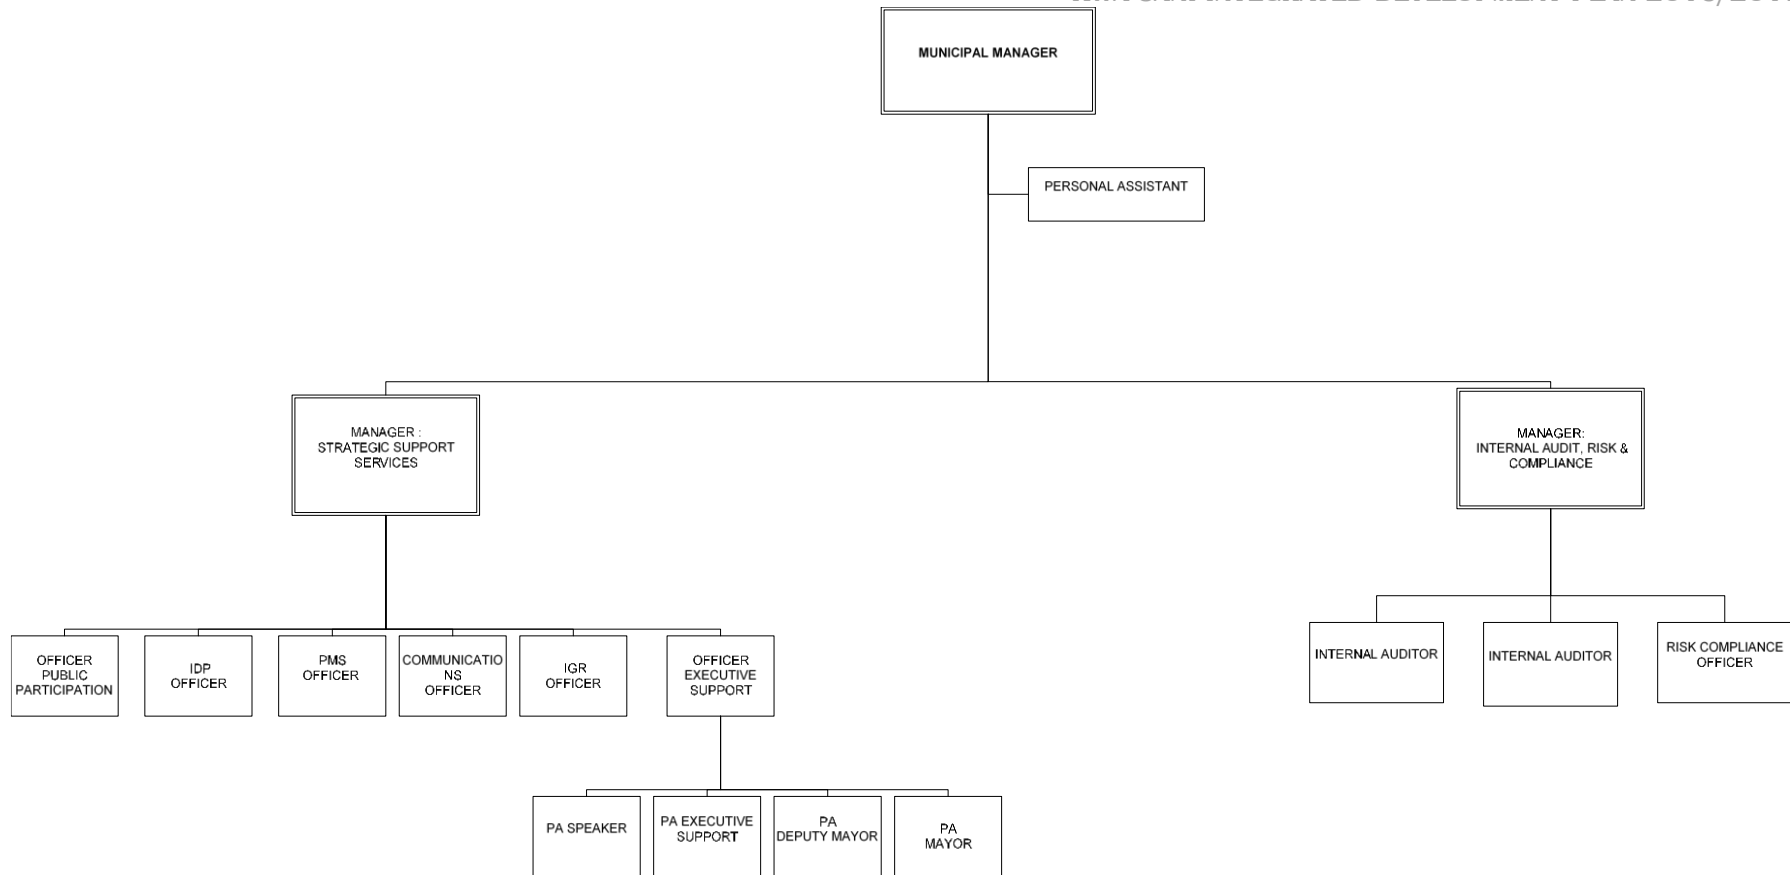 MUNICIPAL MANAGER
PERSONAL ASSISTANT
MANAGER :
STRATEGIC SUPPORT
SERVICES
MANAGER:
INTERNAL AUDIT, RISK &
COMPLIANCE
OFFICER
PUBLIC
PARTICIPATION
IDP
OFFICER
PMS
OFFICER
COMMUNICATIO
NS
OFFICER
IGR
OFFICER
OFFICER
EXECUTIVE
SUPPORT
INTERNAL AUDITOR
INTERNAL AUDITOR
RISK COMPLIANCE
OFFICER
PA SPEAKER
PA EXECUTIVE
SUPPORT
PA
DEPUTY MAYOR
PA
MAYOR